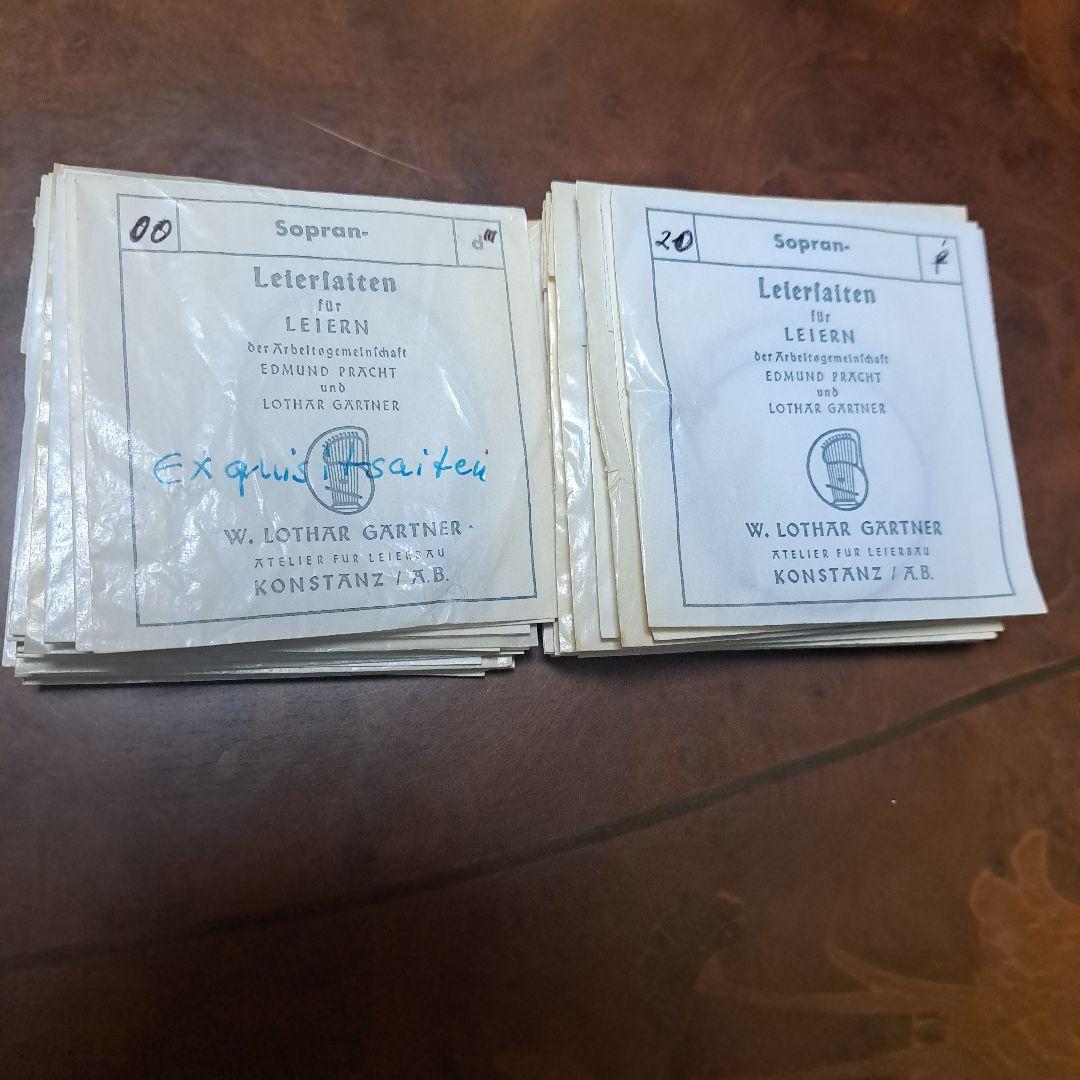 00 Sopran- d'''
Leierſaiten
für
LEIERN
der Arbeitsgemeinſchaft
EDMUND PRACHT
und
LOTHAR GÄRTNER
Exquisitsaiten
W. LOTHAR GÄRTNER
ATELIER FÜR LEIERBAU
KONSTANZ / A.B.
20 Sopran-
Leierſaiten
für
LEIERN
der Arbeitsgemeinſchaft
EDMUND PRACHT
und
LOTHAR GÄRTNER
W. LOTHAR GÄRTNER
ATELIER FÜR LEIERBAU
KONSTANZ / A.B.